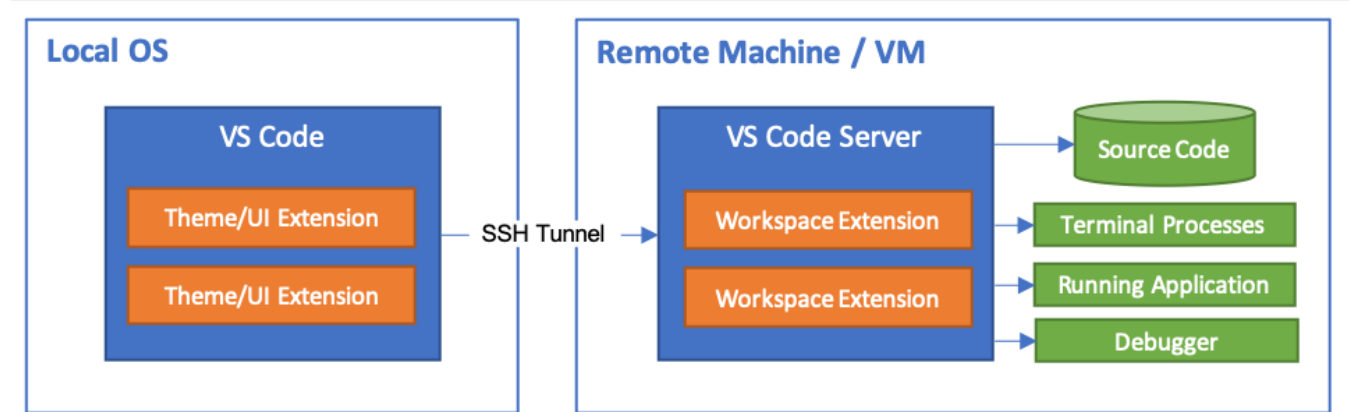 Local OS
VS Code
Theme/UI Extension
Theme/UI Extension
SSH Tunnel
Remote Machine / VM
VS Code Server
Workspace Extension
Workspace Extension
Source Code
Terminal Processes
Running Application
Debugger